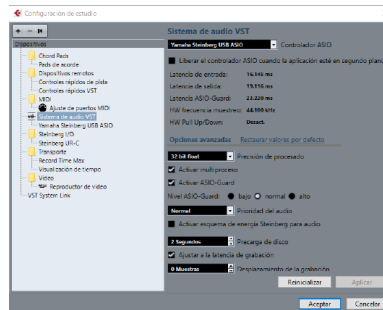 Configuración de estudio
Dispositivos
Chord Pads
Pads de acorde
Dispositivos remotos
Controles rápidos de pista
Controles rápidos VST
MIDI
Ajuste de puertos MIDI
Sistema de audio VST
Yamaha Steinberg USB ASIO
Steinberg I/O
Steinberg UR-C
Transporte
Record Time Max
Visualización de tiempo
Vídeo
Reproductor de vídeo
VST System Link
Sistema de audio VST
Yamaha Steinberg USB ASIO Controlador ASIO
Liberar el controlador ASIO cuando la aplicación esté en segundo plano
Latencia de entrada: 16.145 ms
Latencia de salida: 19.116 ms
Latencia ASIO-Guard: 23.220 ms
HW frecuencia muestreo: 44.100 kHz
HW Pull Up/Down: Desact.
Opciones avanzadas Restaurar valores por defecto
32 bit float Precisión de procesado
Activar multiproceso
Activar ASIO-Guard
Nivel ASIO-Guard: bajo normal alto
Normal Prioridad del audio
Activar esquema de energía Steinberg para audio
2 Segundos Precarga de disco
Ajustar a la latencia de grabación
0 Muestras Desplazamiento de la grabación
Reinicializar Aplicar
Aceptar Cancelar